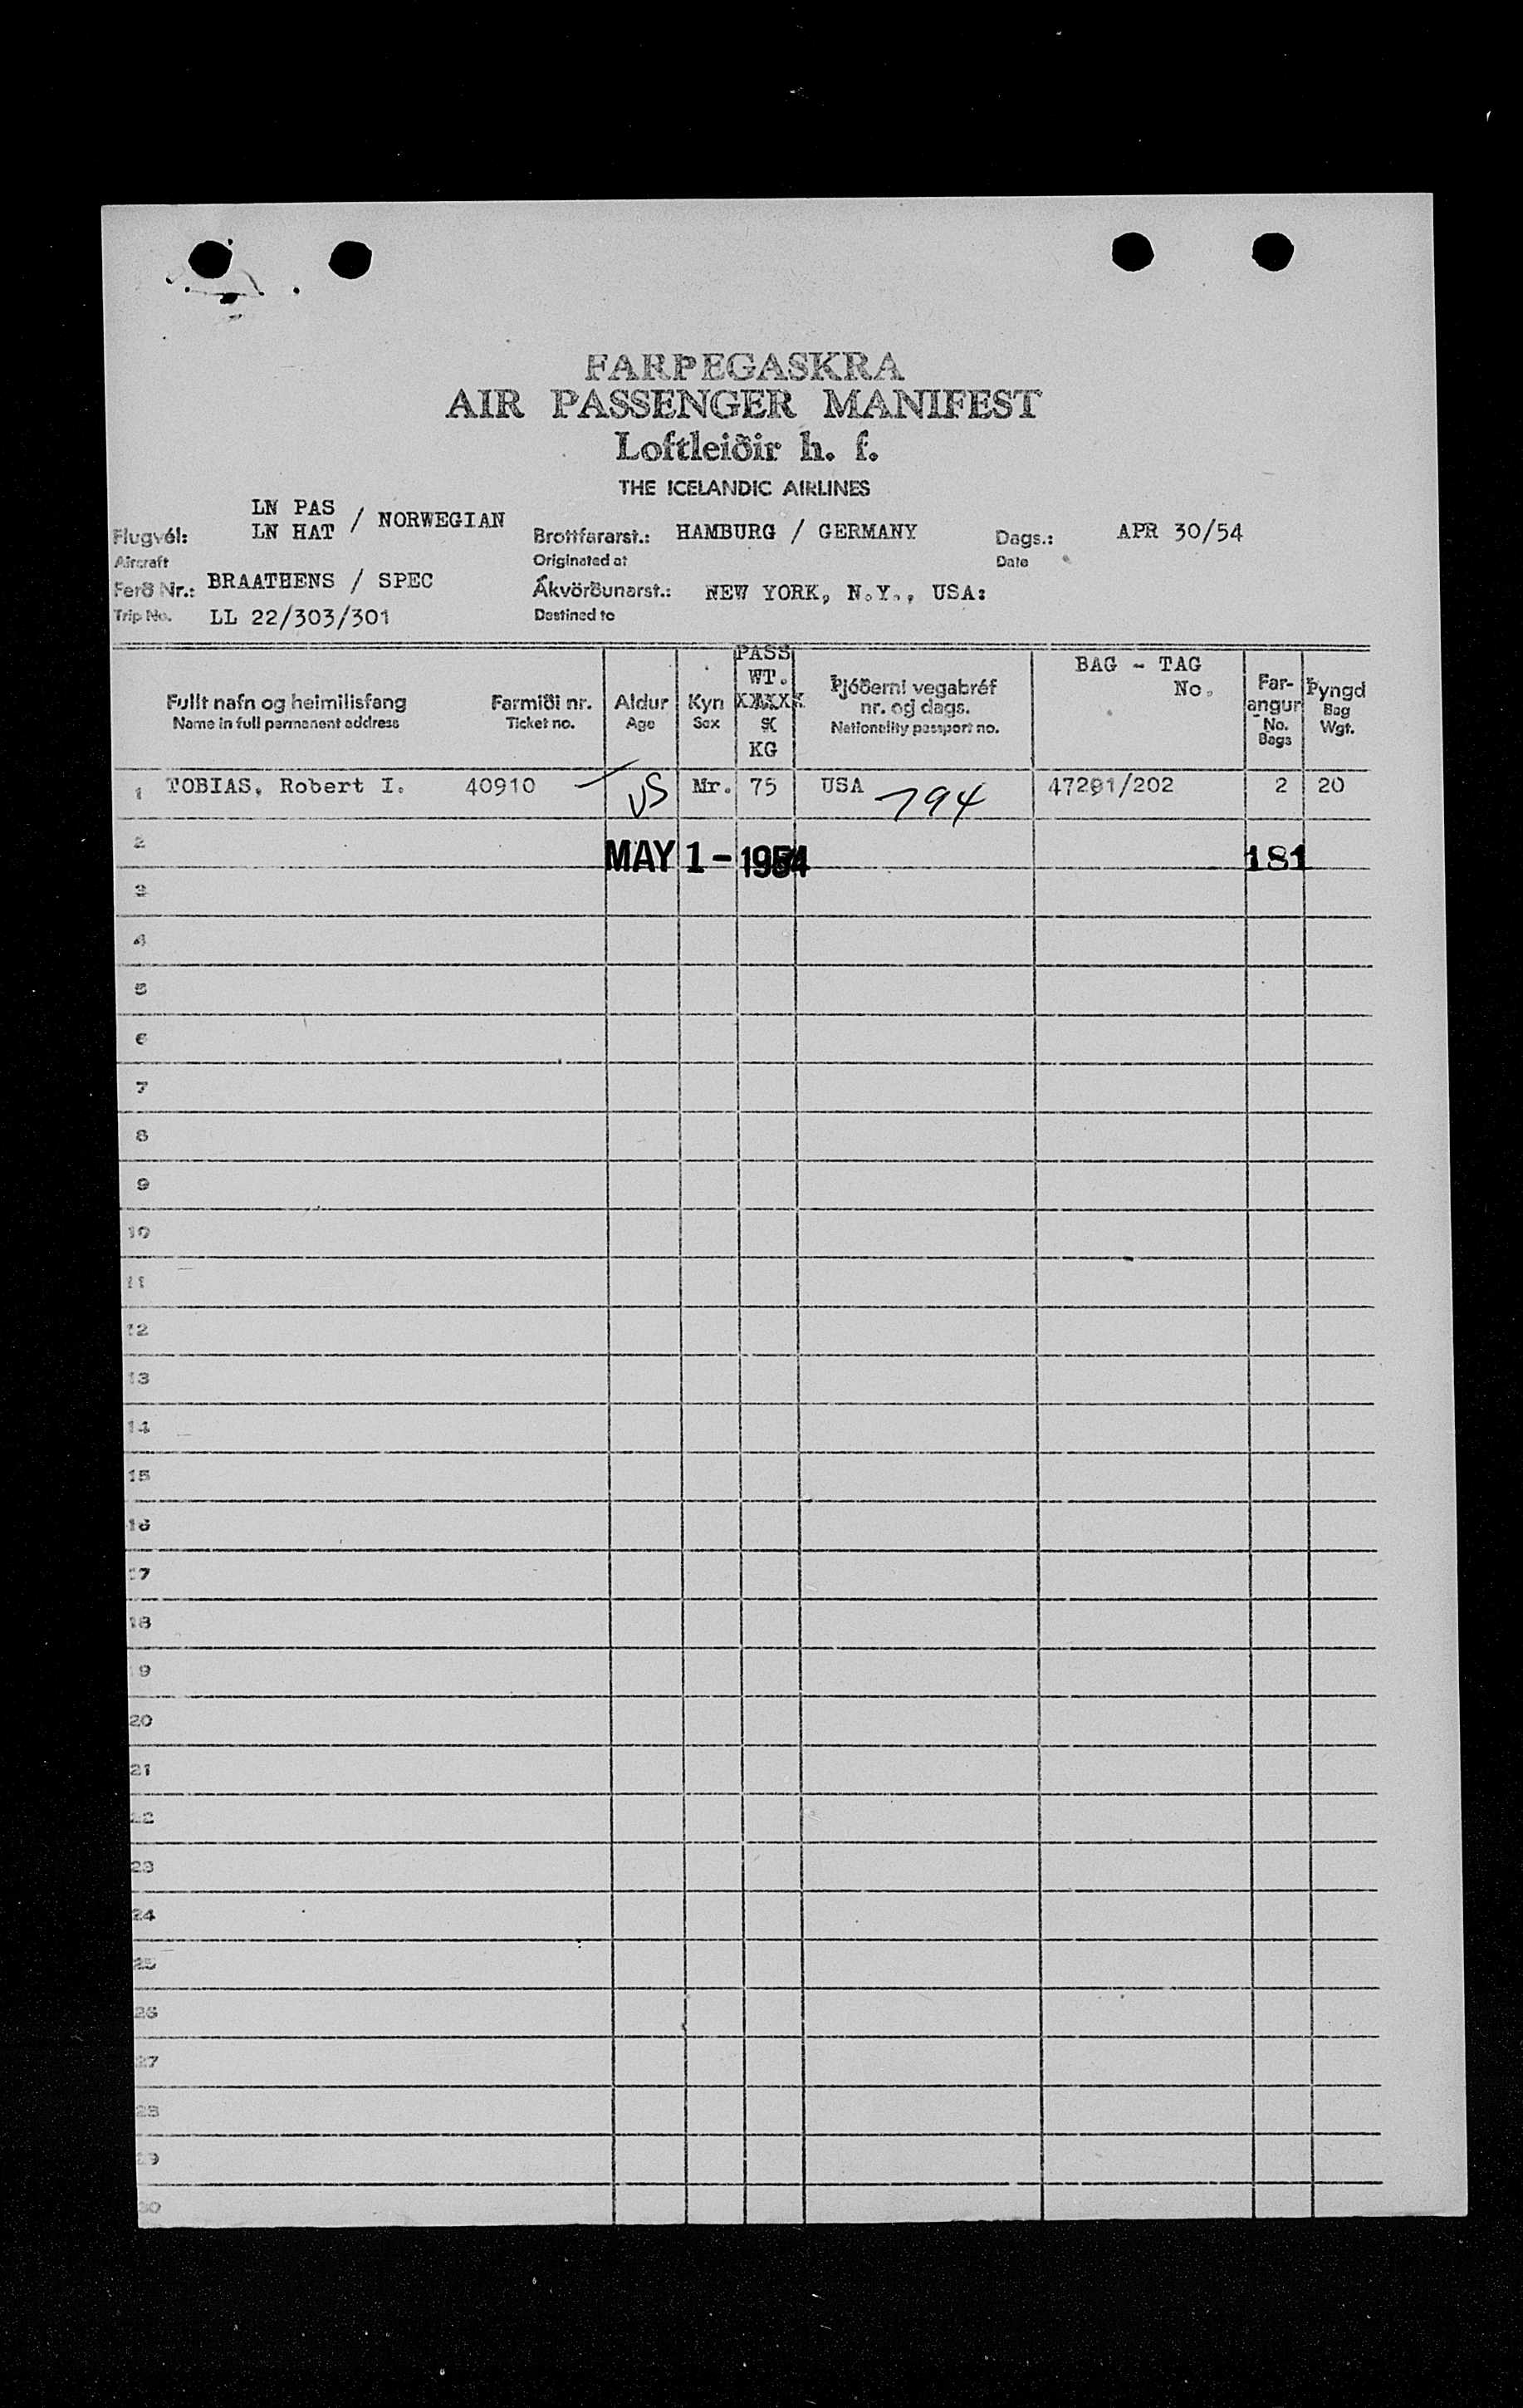 FARÞEGASKRA
AIR PASSENGER MANIFEST
Loftleiðir h. f.
THE ICELANDIC AIRLINES
LN PAS
Flugvél: LN HAT / NORWEGIAN Brottfararst.: HAMBURG / GERMANY Dags.: APR 30/54
Aircraft Originated at Date
Ferð Nr.: BRAATHENS / SPEC Ákvörðunarst.: NEW YORK, N.Y., USA:
Trip No. LL 22/303/301 Destined to
Fullt nafn og heimilisfang Farmiði nr. Aldur Kyn PASS WT. KG Þjóðerni vegabréf nr. og dags. BAG - TAG No. Far-angur Þyngd
Name in full permanent address Ticket no. Age Sex Nationality passport no. No. Bags Bag Wgt.
1 TOBIAS, Robert I. 40910 US Mr. 75 USA 794 47201/202 2 20
2 MAY 1 - 1954 181
3
4
5
6
7
8
9
10
11
12
13
14
15
16
17
18
19
20
21
22
23
24
25
26
27
28
29
30